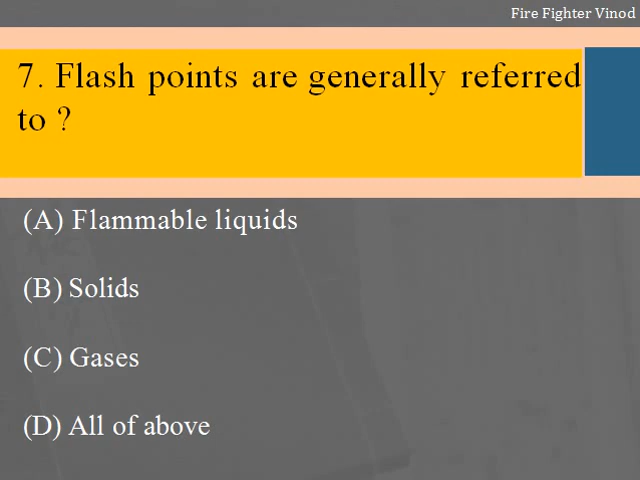 Fire Fighter Vinod
7. Flash points are generally referred
to ?
(A) Flammable liquids
(B) Solids
(C) Gases
(D) All of above